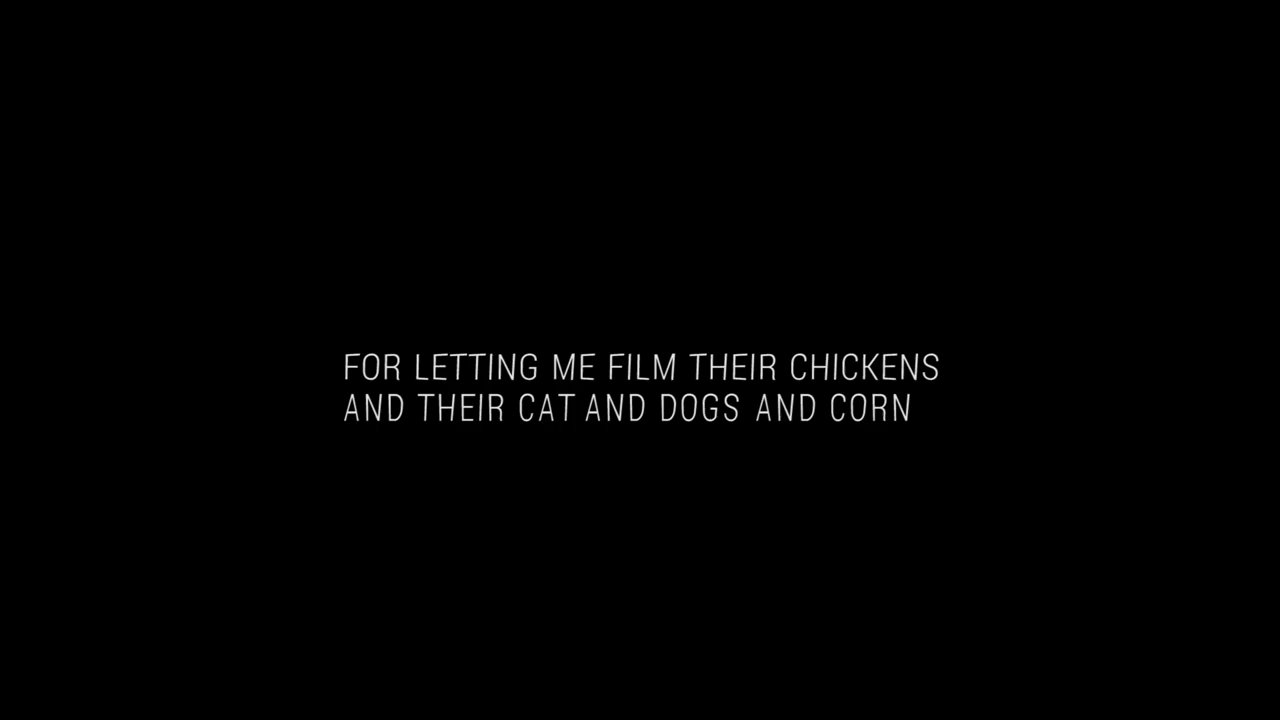 FOR LETTING ME FILM THEIR CHICKENS
AND THEIR CAT AND DOGS AND CORN